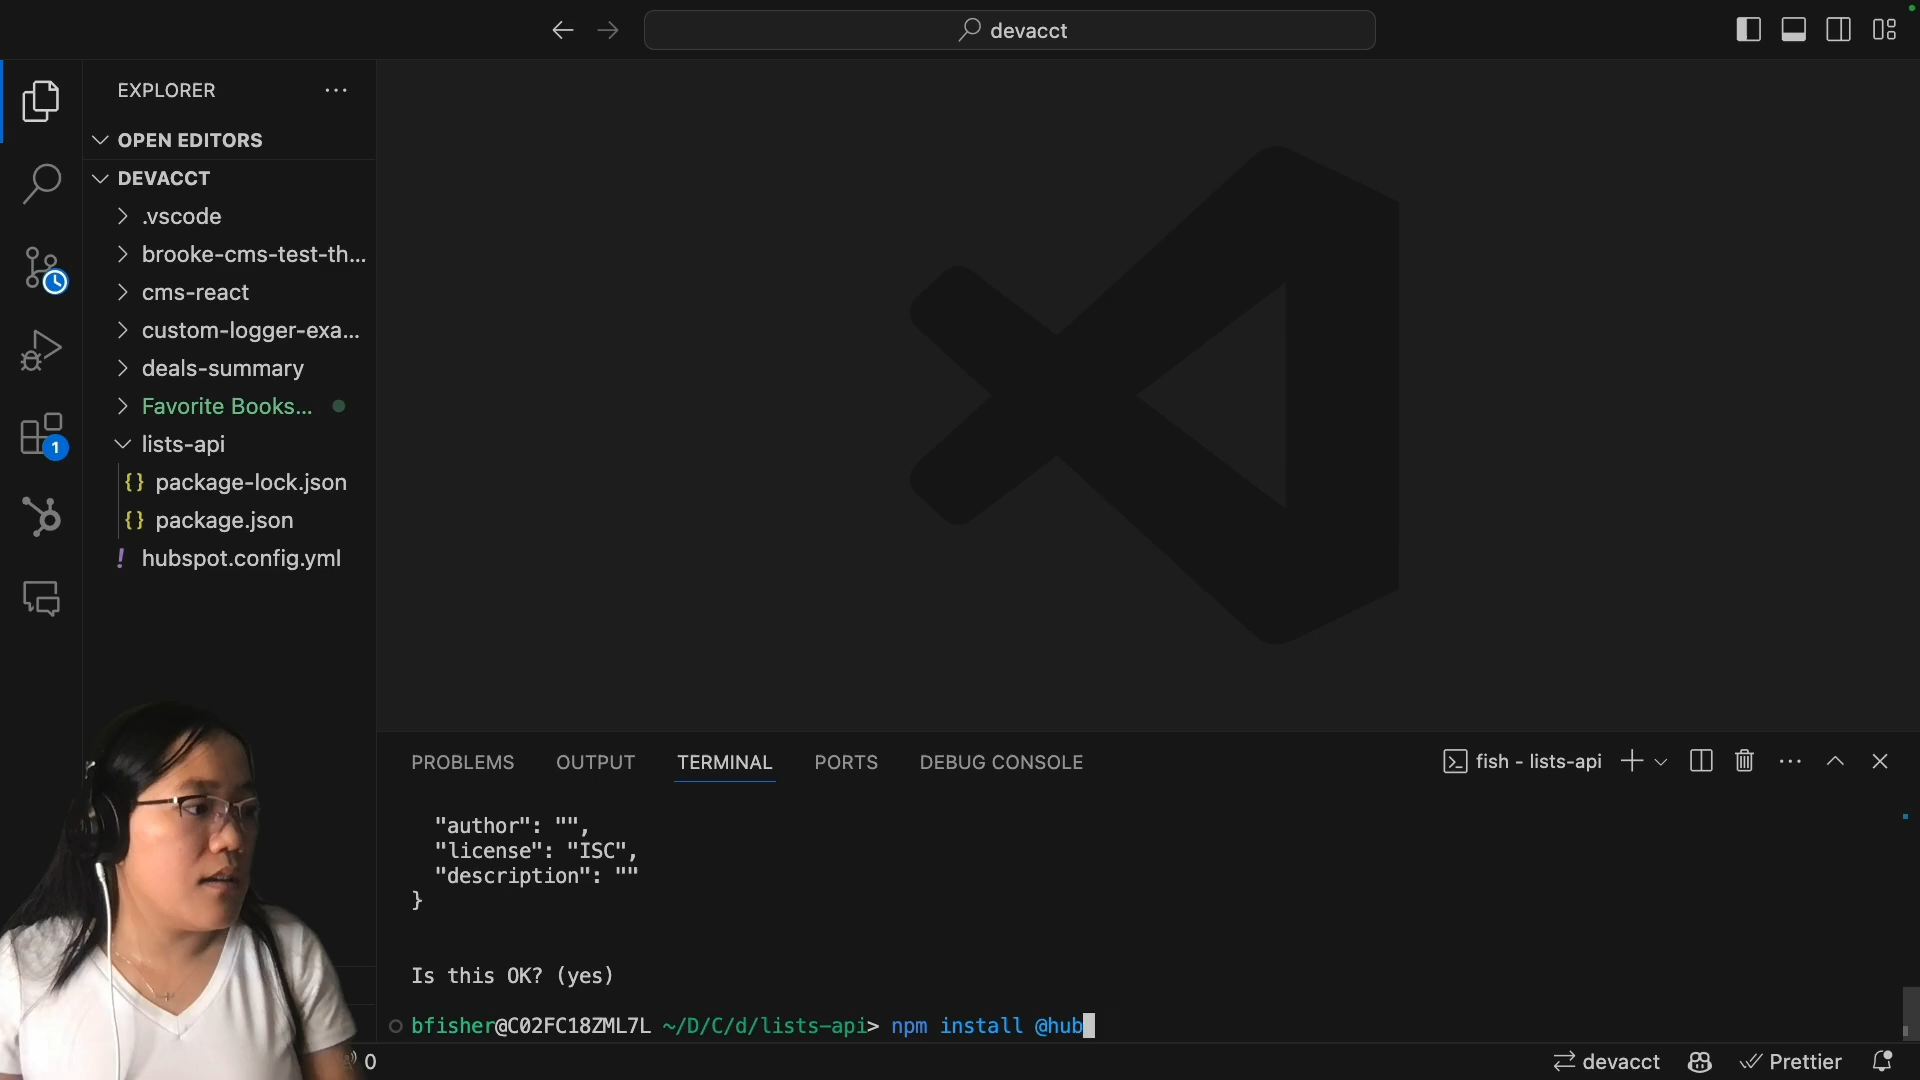 devacct
EXPLORER
OPEN EDITORS
DEVACCT
.vscode
brooke-cms-test-th...
cms-react
custom-logger-exa...
deals-summary
Favorite Books...
lists-api
{} package-lock.json
1
{} package.json
! hubspot.config.yml
PROBLEMS OUTPUT TERMINAL PORTS DEBUG CONSOLE fish - lists-api
"author": "",
"license": "ISC",
"description": ""
}
Is this OK? (yes)
bfisher@C02FC18ZML7L ~/D/C/d/lists-api> npm install @hub
0 devacct Prettier